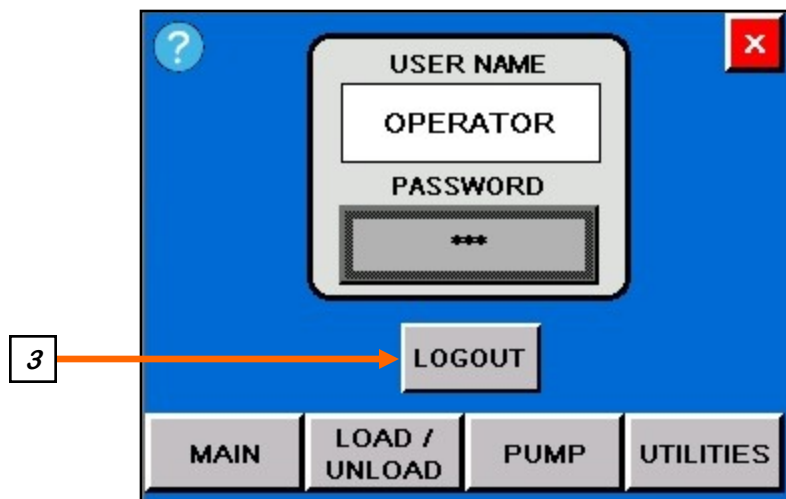 ?
X
USER NAME
OPERATOR
PASSWORD
***
3
LOGOUT
MAIN
LOAD /
UNLOAD
PUMP
UTILITIES